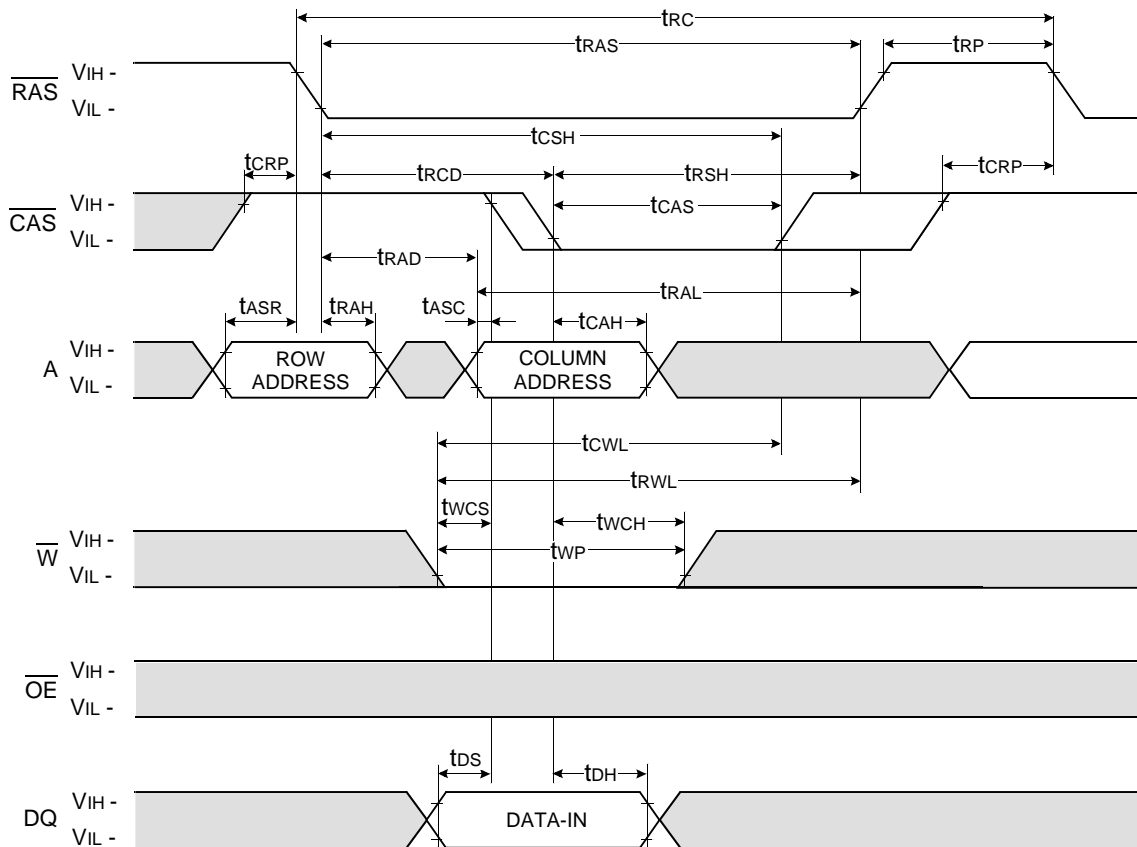 tRC
tRAS
tRP
RAS
VIH -
VIL -
tCSH
tCRP
tRCD
tRSH
tCRP
CAS
VIH -
VIL -
tCAS
tRAD
tRAL
tASR
tRAH
tASC
tCAH
A
VIH -
VIL -
ROW
ADDRESS
COLUMN
ADDRESS
tCWL
tRWL
tWCS
tWCH
W
VIH -
VIL -
tWP
OE
VIH -
VIL -
tDS
tDH
DQ
VIH -
VIL -
DATA-IN